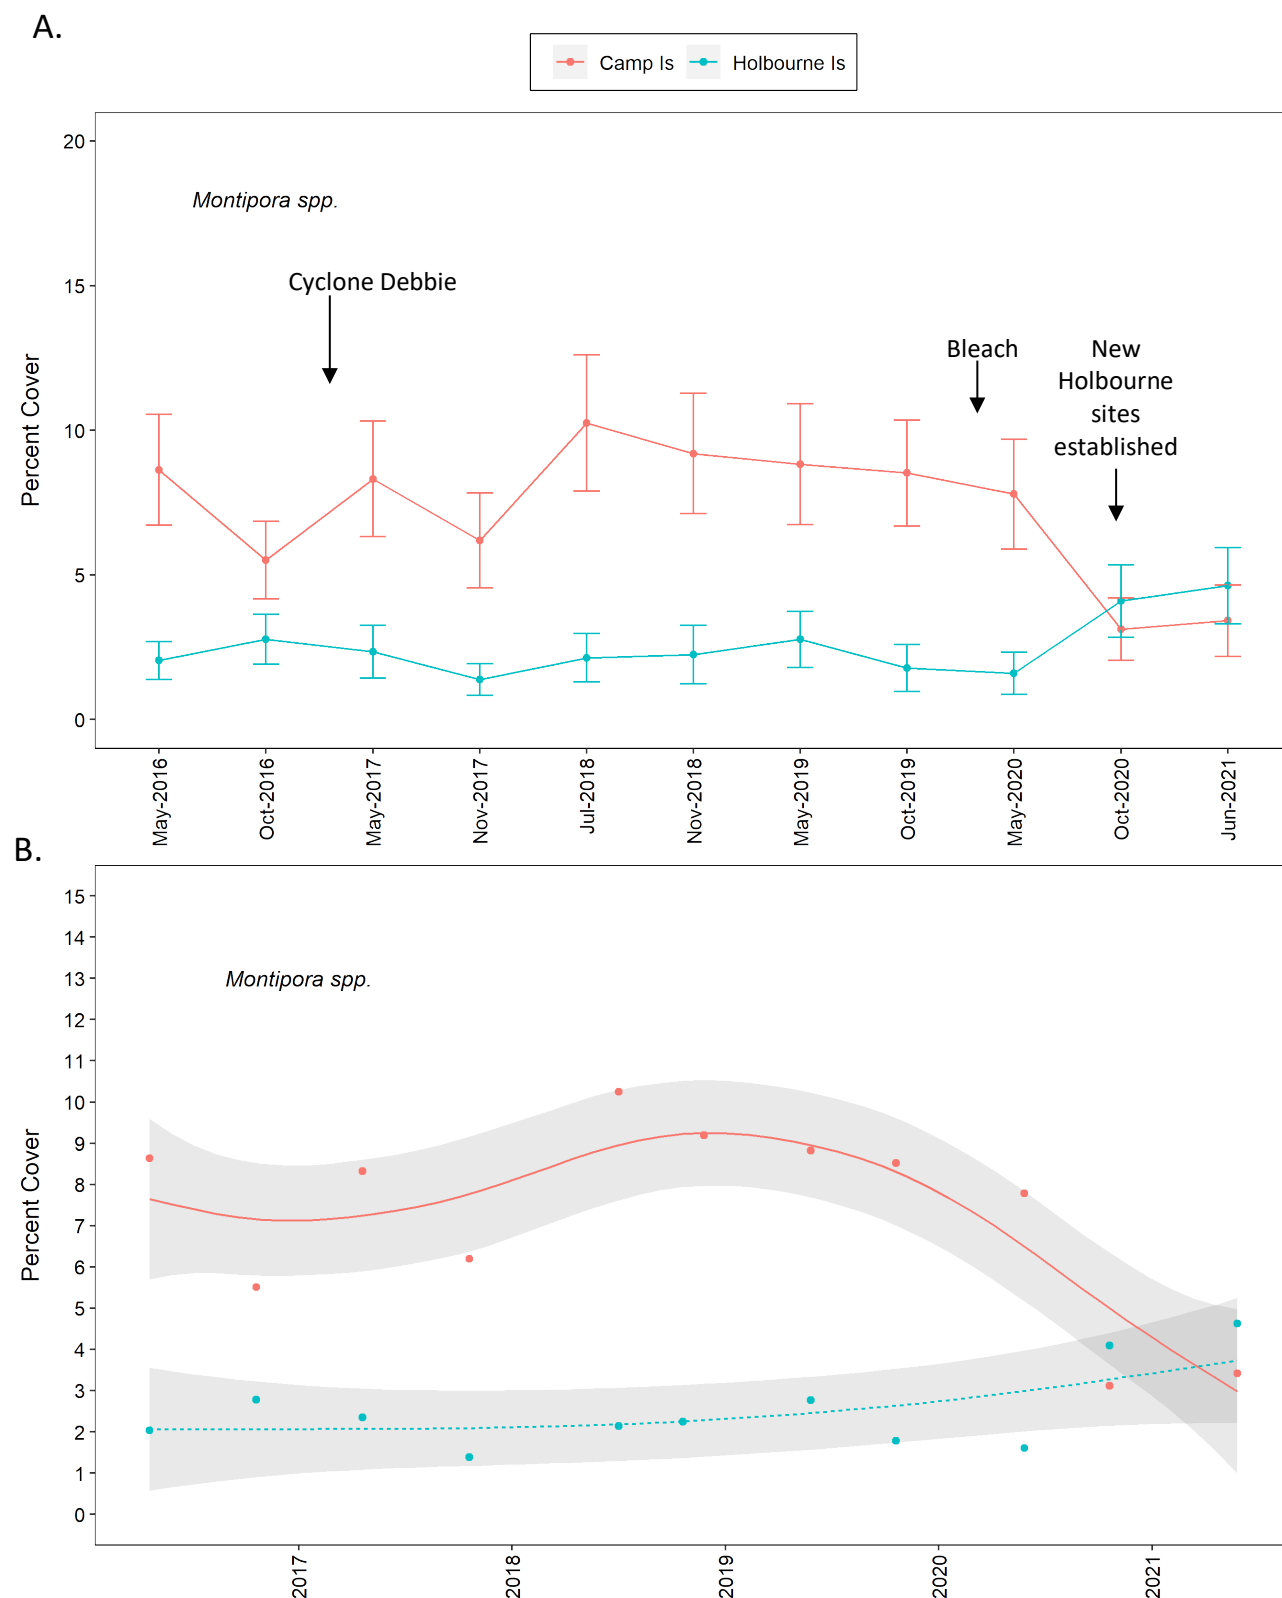 A.
Camp Is Holbourne Is
20
Montipora spp.
15
Cyclone Debbie
Bleach
New
Holbourne
sites
established
10
5
0
Percent Cover
May-2016
Oct-2016
May-2017
Nov-2017
Jul-2018
Nov-2018
May-2019
Oct-2019
May-2020
Oct-2020
Jun-2021
B.
15
14
13
Montipora spp.
12
11
10
9
8
7
6
5
4
3
2
1
0
Percent Cover
2017
2018
2019
2020
2021